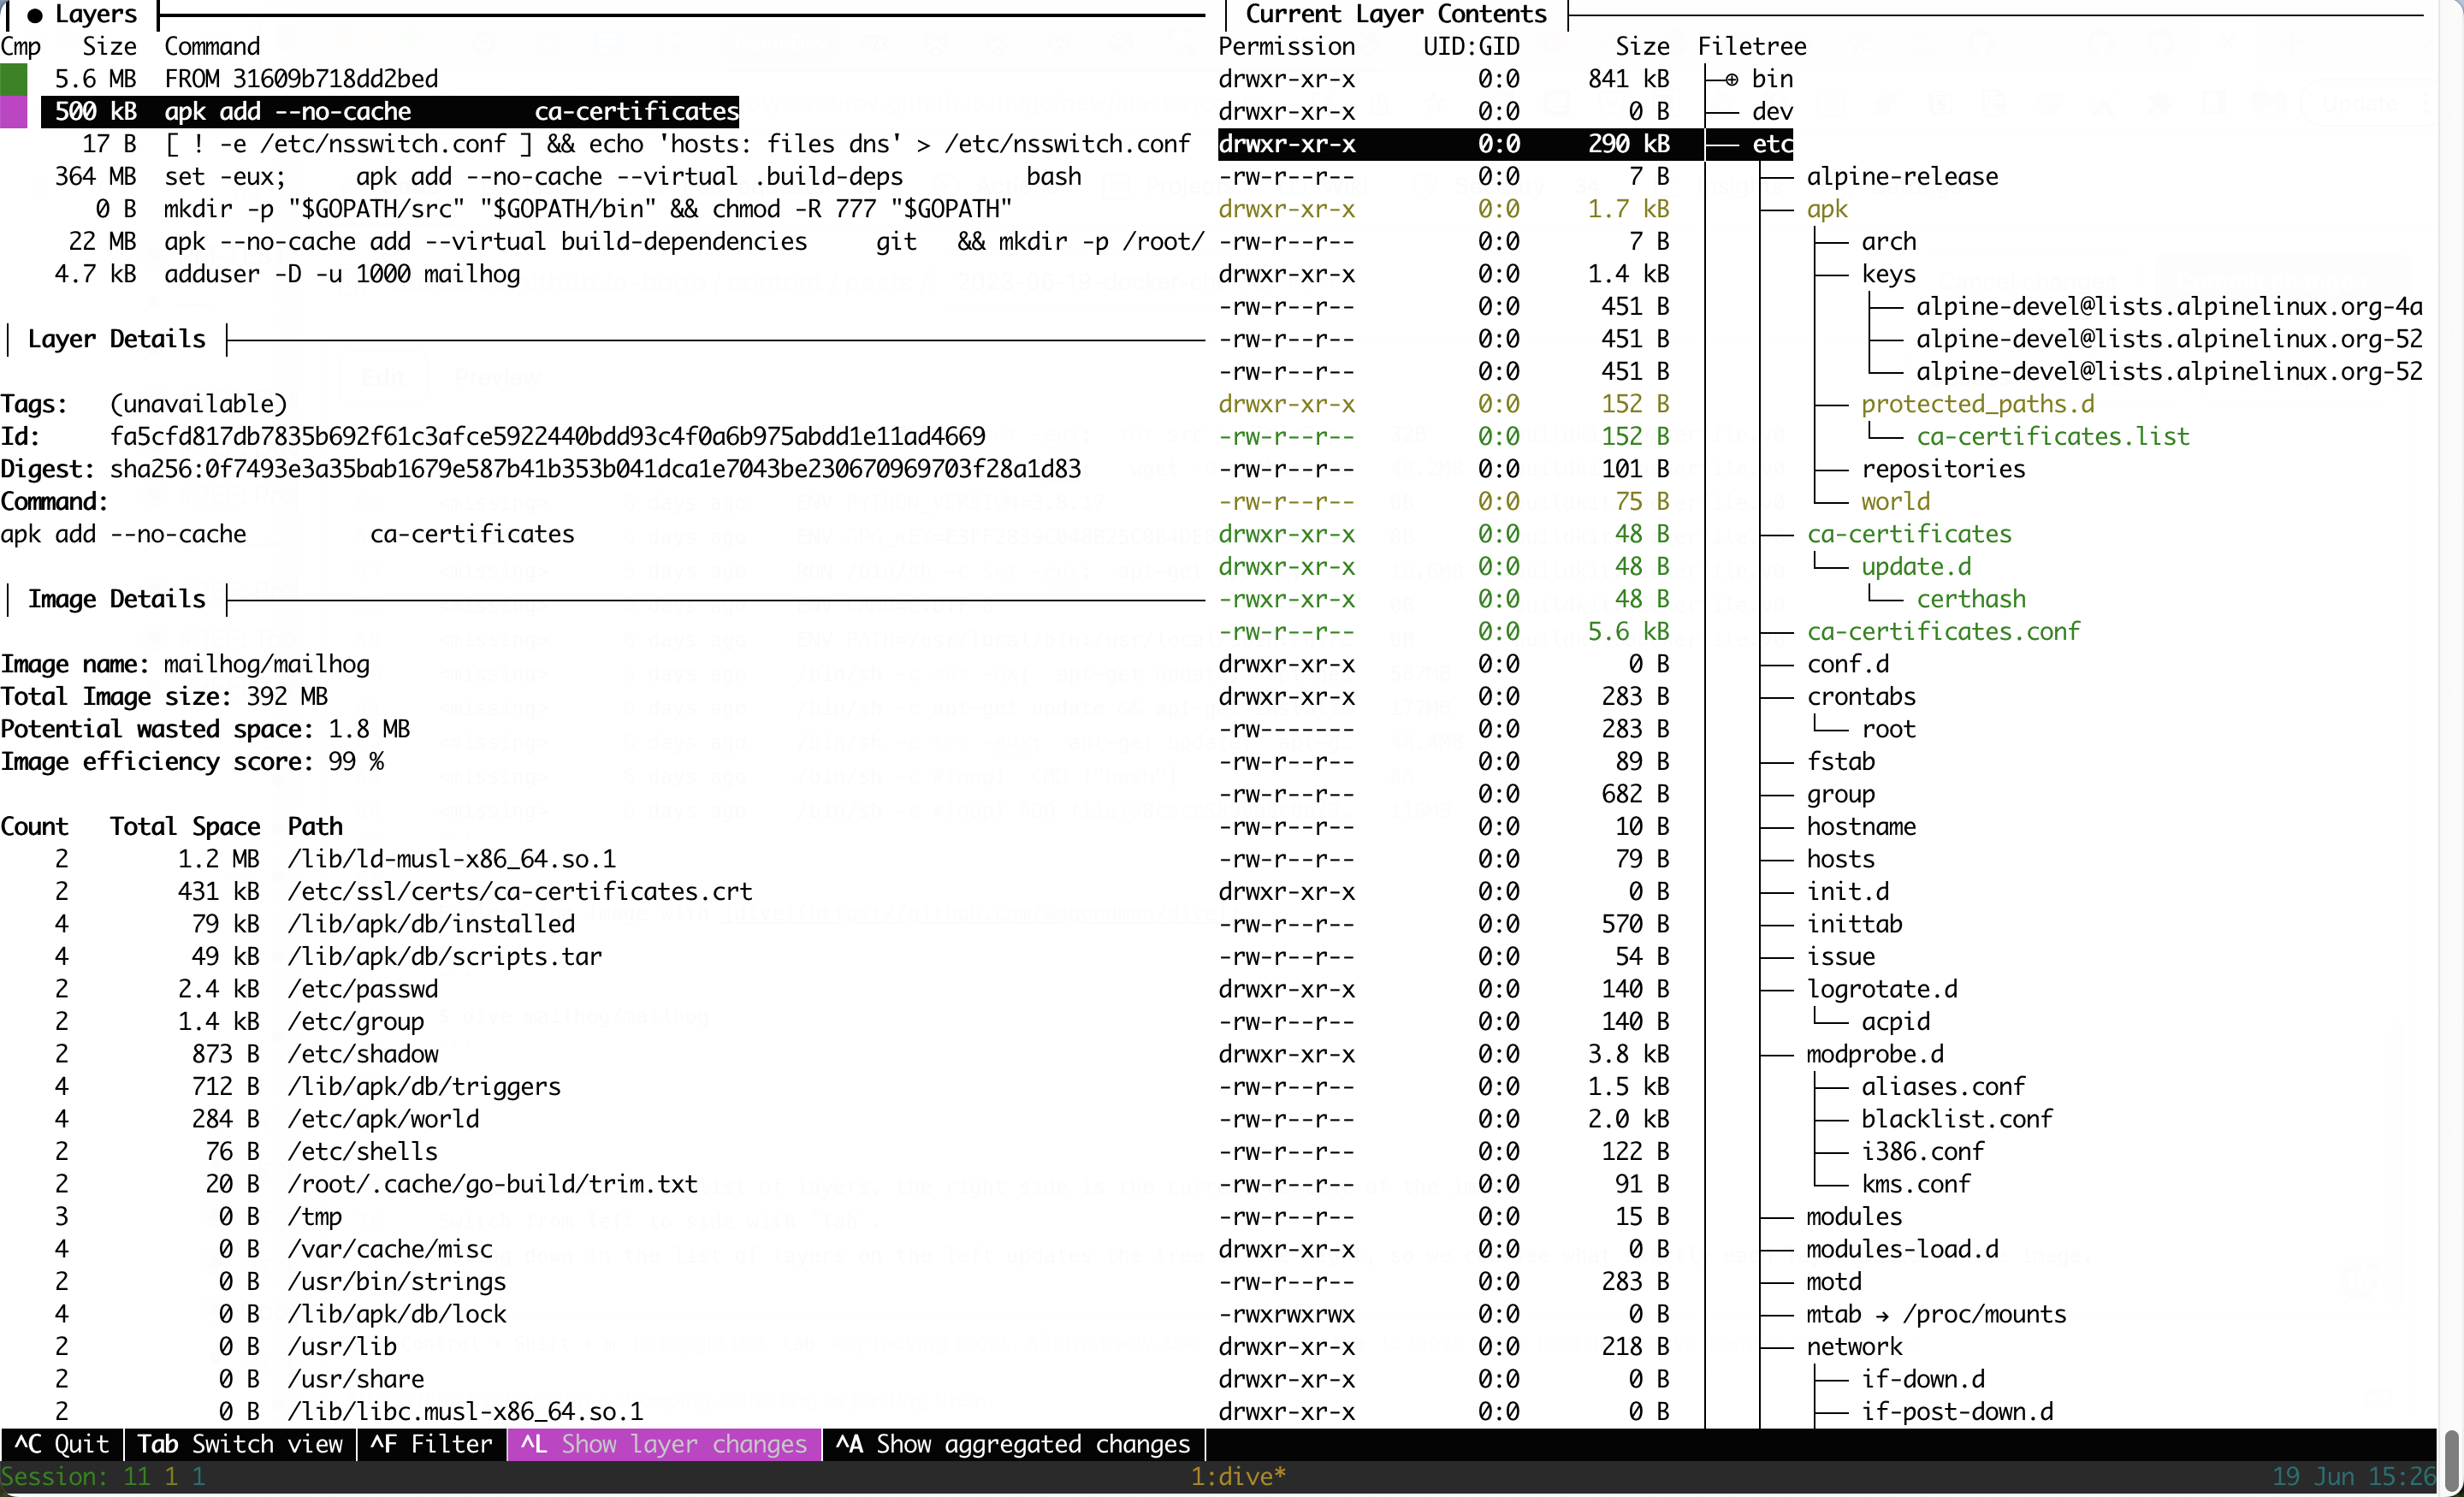 ● Layers
Cmp Size Command
5.6 MB FROM 31609b718dd2bed
500 kB apk add --no-cache ca-certificates
17 B [ ! -e /etc/nsswitch.conf ] && echo 'hosts: files dns' > /etc/nsswitch.conf
364 MB set -eux; apk add --no-cache --virtual .build-deps bash
0 B mkdir -p "$GOPATH/src" "$GOPATH/bin" && chmod -R 777 "$GOPATH"
22 MB apk --no-cache add --virtual build-dependencies git && mkdir -p /root/
4.7 kB adduser -D -u 1000 mailhog
Layer Details
Tags: (unavailable)
Id: fa5cfd817db7835b692f61c3afce5922440bdd93c4f0a6b975abdd1e11ad4669
Digest: sha256:0f7493e3a35bab1679e587b41b353b041dca1e7043be230670969703f28a1d83
Command:
apk add --no-cache ca-certificates
Image Details
Image name: mailhog/mailhog
Total Image size: 392 MB
Potential wasted space: 1.8 MB
Image efficiency score: 99 %
Count Total Space Path
2 1.2 MB /lib/ld-musl-x86_64.so.1
2 431 kB /etc/ssl/certs/ca-certificates.crt
4 79 kB /lib/apk/db/installed
4 49 kB /lib/apk/db/scripts.tar
2 2.4 kB /etc/passwd
2 1.4 kB /etc/group
2 873 B /etc/shadow
4 712 B /lib/apk/db/triggers
4 284 B /etc/apk/world
2 76 B /etc/shells
2 20 B /root/.cache/go-build/trim.txt
3 0 B /tmp
4 0 B /var/cache/misc
2 0 B /usr/bin/strings
4 0 B /lib/apk/db/lock
2 0 B /usr/lib
2 0 B /usr/share
2 0 B /lib/libc.musl-x86_64.so.1
Current Layer Contents
Permission UID:GID Size Filetree
drwxr-xr-x 0:0 841 kB ├─⊕ bin
drwxr-xr-x 0:0 0 B ├── dev
drwxr-xr-x 0:0 290 kB ├── etc
-rw-r--r-- 0:0 7 B │ ├── alpine-release
drwxr-xr-x 0:0 1.7 kB │ ├── apk
-rw-r--r-- 0:0 7 B │ │ ├── arch
drwxr-xr-x 0:0 1.4 kB │ │ ├── keys
-rw-r--r-- 0:0 451 B │ │ │ ├── alpine-devel@lists.alpinelinux.org-4a
-rw-r--r-- 0:0 451 B │ │ │ ├── alpine-devel@lists.alpinelinux.org-52
-rw-r--r-- 0:0 451 B │ │ │ └── alpine-devel@lists.alpinelinux.org-52
drwxr-xr-x 0:0 152 B │ │ ├── protected_paths.d
-rw-r--r-- 0:0 152 B │ │ │ └── ca-certificates.list
-rw-r--r-- 0:0 101 B │ │ ├── repositories
-rw-r--r-- 0:0 75 B │ │ └── world
drwxr-xr-x 0:0 48 B │ ├── ca-certificates
drwxr-xr-x 0:0 48 B │ │ └── update.d
-rwxr-xr-x 0:0 48 B │ │ └── certhash
-rw-r--r-- 0:0 5.6 kB │ ├── ca-certificates.conf
drwxr-xr-x 0:0 0 B │ ├── conf.d
drwxr-xr-x 0:0 283 B │ ├── crontabs
-rw------- 0:0 283 B │ │ └── root
-rw-r--r-- 0:0 89 B │ ├── fstab
-rw-r--r-- 0:0 682 B │ ├── group
-rw-r--r-- 0:0 10 B │ ├── hostname
-rw-r--r-- 0:0 79 B │ ├── hosts
drwxr-xr-x 0:0 0 B │ ├── init.d
-rw-r--r-- 0:0 570 B │ ├── inittab
-rw-r--r-- 0:0 54 B │ ├── issue
drwxr-xr-x 0:0 140 B │ ├── logrotate.d
-rw-r--r-- 0:0 140 B │ │ └── acpid
drwxr-xr-x 0:0 3.8 kB │ ├── modprobe.d
-rw-r--r-- 0:0 1.5 kB │ │ ├── aliases.conf
-rw-r--r-- 0:0 2.0 kB │ │ ├── blacklist.conf
-rw-r--r-- 0:0 122 B │ │ ├── i386.conf
-rw-r--r-- 0:0 91 B │ │ └── kms.conf
-rw-r--r-- 0:0 15 B │ ├── modules
drwxr-xr-x 0:0 0 B │ ├── modules-load.d
-rw-r--r-- 0:0 283 B │ ├── motd
-rwxrwxrwx 0:0 0 B │ ├── mtab → /proc/mounts
drwxr-xr-x 0:0 218 B │ ├── network
drwxr-xr-x 0:0 0 B │ │ ├── if-down.d
drwxr-xr-x 0:0 0 B │ │ ├── if-post-down.d
^C Quit Tab Switch view ^F Filter ^L Show layer changes ^A Show aggregated changes
Session: 11 1 1 1:dive* 19 Jun 15:26